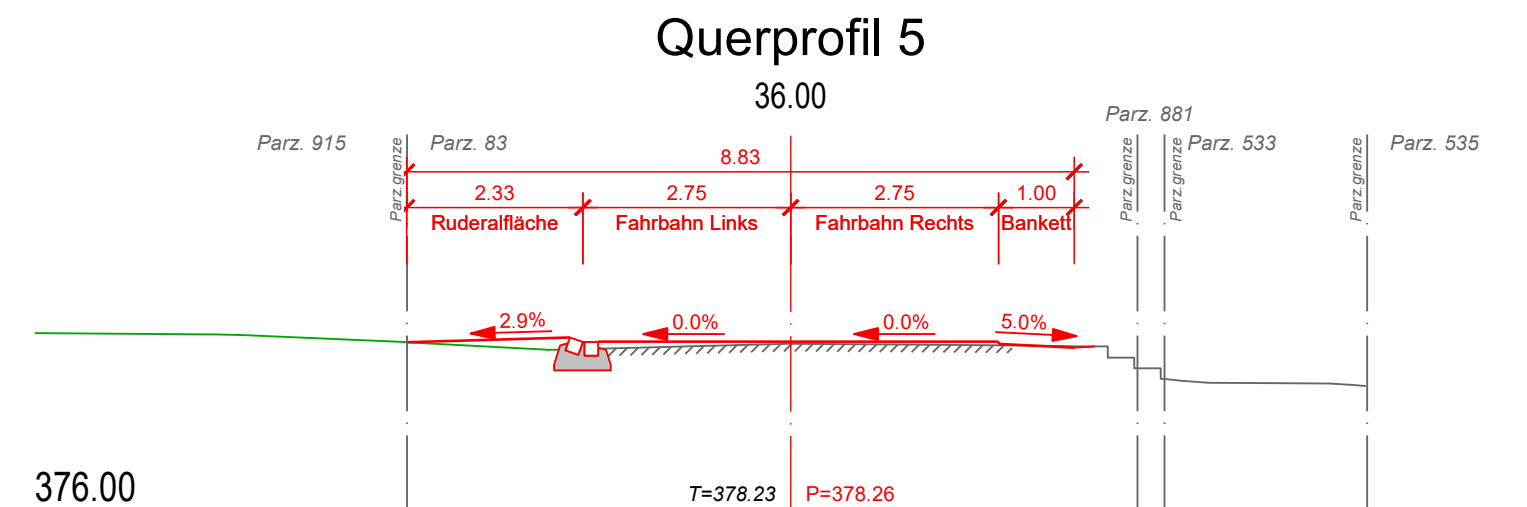 Querprofil 5
36.00
Parz. 881
Parz. 915
Parz.grenze
Parz. 83
Parz.grenze
Parz.grenze
Parz. 533
Parz.grenze
Parz. 535
8.83
2.33
2.75
2.75
1.00
Ruderalfläche
Fahrbahn Links
Fahrbahn Rechts
Bankett
2.9%
0.0%
0.0%
5.0%
376.00
T=378.23
P=378.26